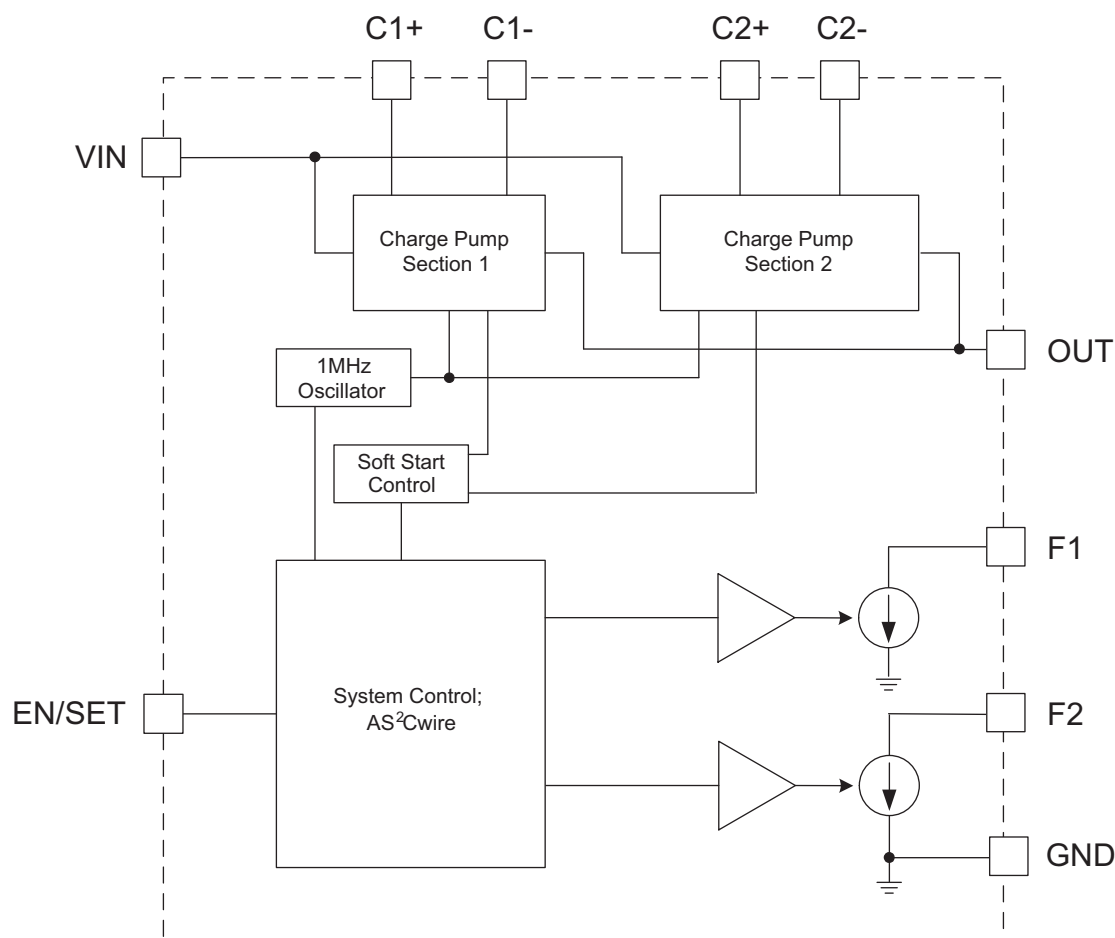 C1+ C1- C2+ C2-
VIN
Charge Pump
Section 1
Charge Pump
Section 2
OUT
1MHz
Oscillator
Soft Start
Control
F1
System Control;
AS²Cwire
EN/SET
F2
GND